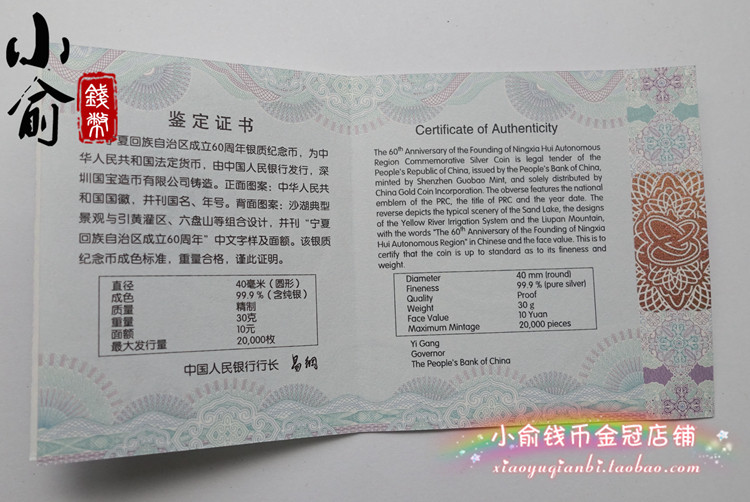 小俞
錢幣
鉴定证书
宁夏回族自治区成立60周年银质纪念币，为中
华人民共和国法定货币，由中国人民银行发行，深
圳国宝造币有限公司铸造。正面图案：中华人民共
和国国徽，并刊国名、年号。背面图案：沙湖典型
景观与引黄灌区、六盘山等组合设计，并刊“宁夏
回族自治区成立60周年”中文字样及面额。该银质
纪念币成色标准，重量合格，谨此证明。
直径 40毫米（圆形）
成色 99.9%（含纯银）
质量 精制
重量 30克
面额 10元
最大发行量 20,000枚
中国人民银行行长 易纲
Certificate of Authenticity
The 60th Anniversary of the Founding of Ningxia Hui Autonomous
Region Commemorative Silver Coin is legal tender of the
People's Republic of China, issued by the People's Bank of China,
minted by Shenzhen Guobao Mint, and solely distributed by
China Gold Coin Incorporation. The obverse features the national
emblem of the PRC, the title of PRC and the year date. The
reverse depicts the typical scenery of the Sand Lake, the designs
of the Yellow River Irrigation System and the Liupan Mountain,
with the words "The 60th Anniversary of the Founding of Ningxia
Hui Autonomous Region" in Chinese and the face value. This is to
certify that the coin is up to standard as to its fineness and
weight.
Diameter 40 mm (round)
Fineness 99.9 % (pure silver)
Quality Proof
Weight 30 g
Face Value 10 Yuan
Maximum Mintage 20,000 pieces
Yi Gang
Governor
The People's Bank of China
小俞钱币金冠店铺
xiaoyuqianbi.taobao.com